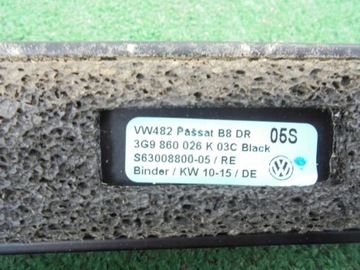 VW482 Passat B8 DR 05S
3G9 860 026 K 03C Black
S63008800-05 / RE
Binder / KW 10-15 / DE